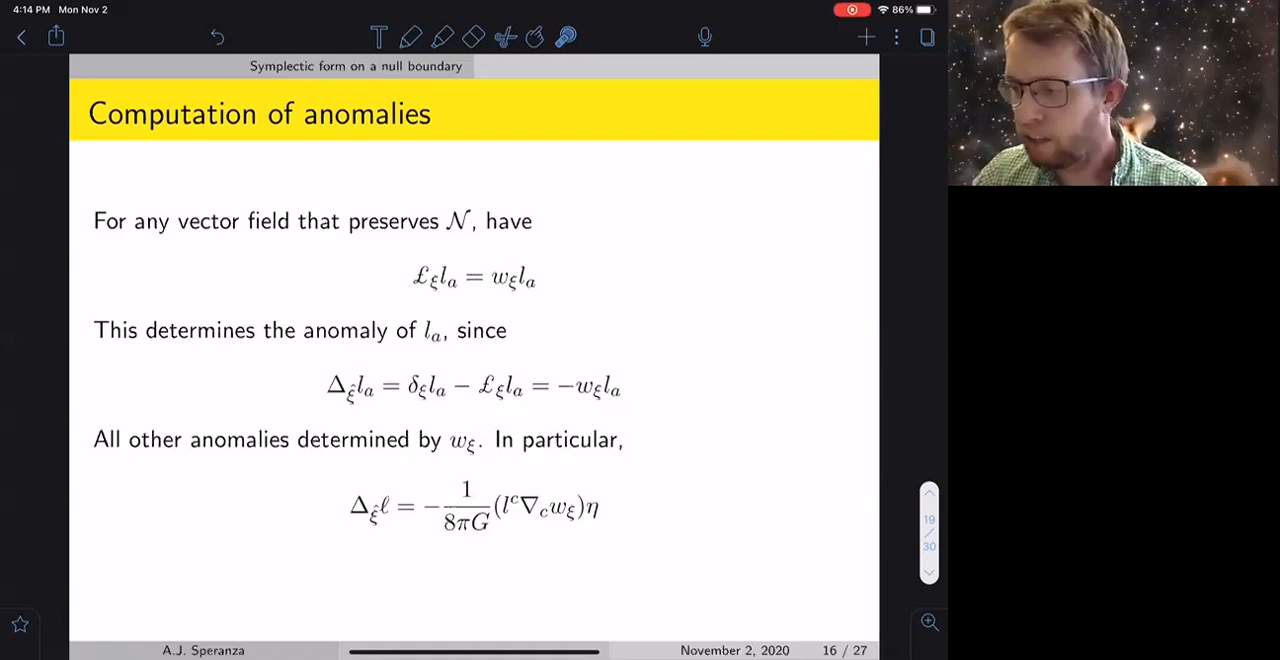 4:14 PM Mon Nov 2
86%
Symplectic form on a null boundary
Computation of anomalies
For any vector field that preserves 𝒩, have
£_ξ l_a = w_ξ l_a
This determines the anomaly of l_a, since
Δ_ξ̂ l_a = δ_ξ l_a − £_ξ l_a = −w_ξ l_a
All other anomalies determined by w_ξ. In particular,
Δ_ξ̂ ℓ = − 1/8πG (l^c ∇_c w_ξ)η
19
/
30
A.J. Speranza
November 2, 2020
16 / 27